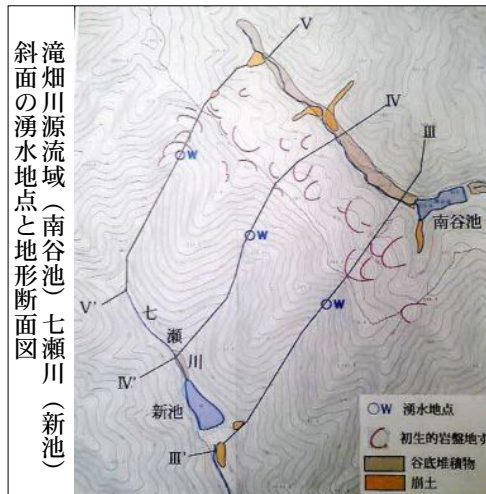 滝畑川源流域（南谷池）七瀬川（新池）
斜面の湧水地点と地形断面図
V
IV
III
W
南谷池
W
W
V'
七瀬川
IV'
新池
III'
W 湧水地点
初生的岩盤地す
谷底堆積物
崩土